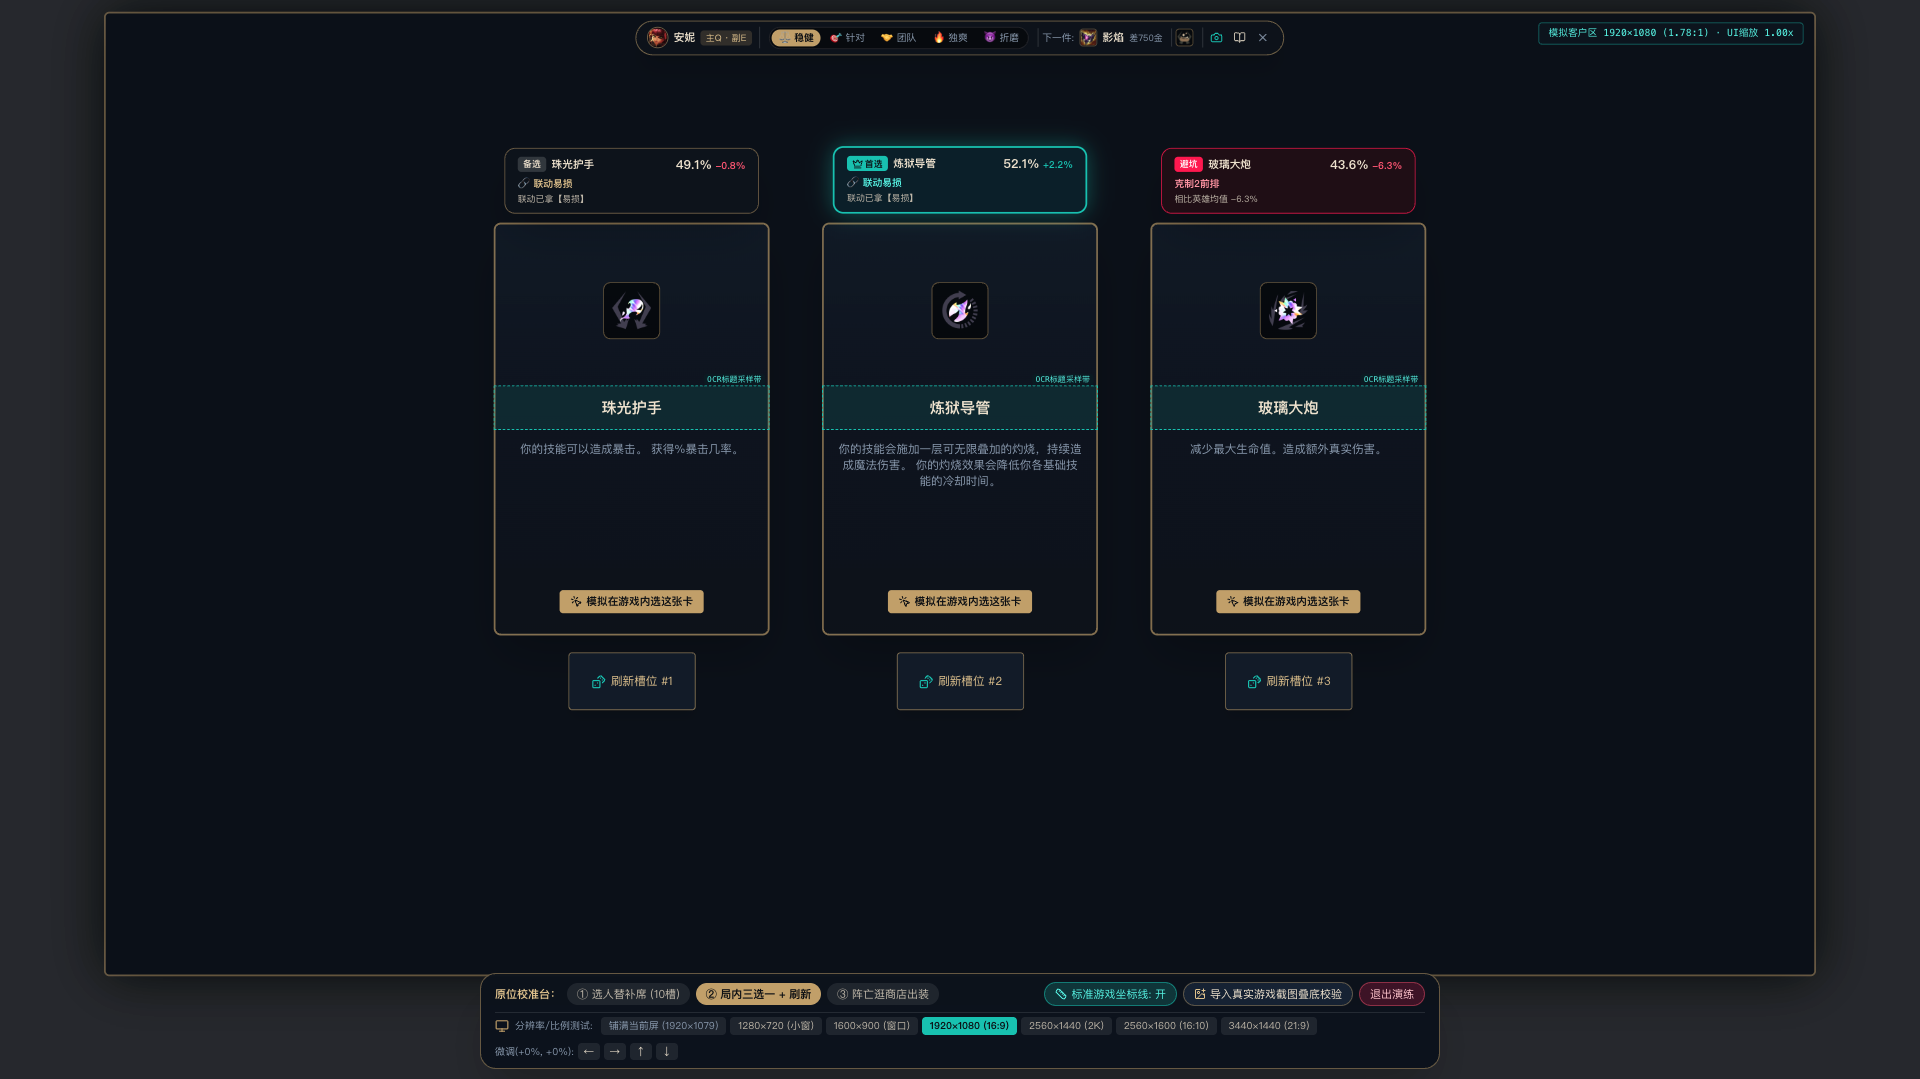 安妮 主Q · 副E 稳健 针对 团队 独爽 折磨 下一件: 影焰 差750金
模拟客户区 1920×1080 (1.78:1) · UI缩放 1.00x
备选 珠光护手 49.1% −0.8%
联动易损
联动已拿【易损】
首选 炼狱导管 52.1% +2.2%
联动易损
联动已拿【易损】
避坑 玻璃大炮 43.6% −6.3%
克制2前排
相比英雄均值 −6.3%
OCR标题采样带
珠光护手
你的技能可以造成暴击。 获得%暴击几率。
模拟在游戏内选这张卡
刷新槽位 #1
OCR标题采样带
炼狱导管
你的技能会施加一层可无限叠加的灼烧，持续造
成魔法伤害。 你的灼烧效果会降低你各基础技
能的冷却时间。
模拟在游戏内选这张卡
刷新槽位 #2
OCR标题采样带
玻璃大炮
减少最大生命值。造成额外真实伤害。
模拟在游戏内选这张卡
刷新槽位 #3
原位校准台: ① 选人替补席 (10槽) ② 局内三选一 + 刷新 ③ 阵亡逛商店出装 标准游戏坐标线: 开 导入真实游戏截图叠底校验 退出演练
分辨率/比例测试: 铺满当前屏 (1920×1079) 1280×720 (小窗) 1600×900 (窗口) 1920×1080 (16:9) 2560×1440 (2K) 2560×1600 (16:10) 3440×1440 (21:9)
微调(+0%, +0%): ← → ↑ ↓